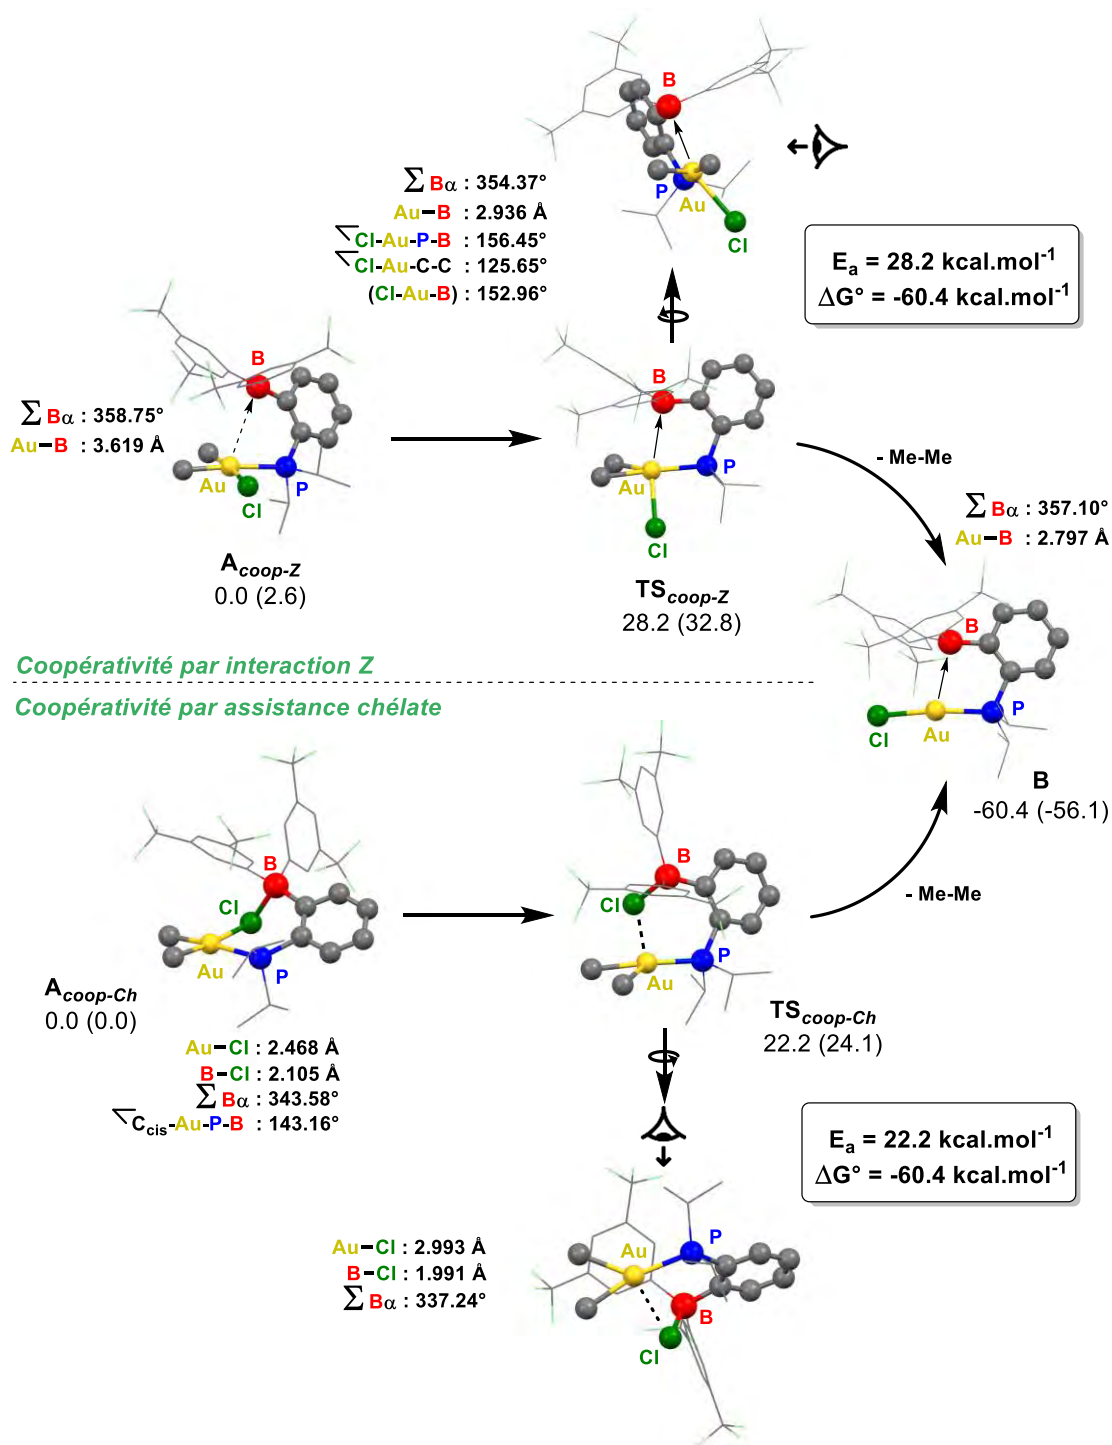 B
P
Au
Cl
∑ Bα : 354.37°
Au–B : 2.936 Å
Cl-Au-P-B : 156.45°
Cl-Au-C-C : 125.65°
(Cl-Au-B) : 152.96°
Ea = 28.2 kcal.mol-1
ΔG° = -60.4 kcal.mol-1
∑ Bα : 358.75°
Au–B : 3.619 Å
B
Au
P
Cl
B
P
Au
Cl
- Me-Me
Acoop-Z
0.0 (2.6)
TScoop-Z
28.2 (32.8)
∑ Bα : 357.10°
Au–B : 2.797 Å
B
P
Cl
Au
B
-60.4 (-56.1)
Coopérativité par interaction Z
Coopérativité par assistance chélate
B
Cl
Au
P
Acoop-Ch
0.0 (0.0)
Au–Cl : 2.468 Å
B–Cl : 2.105 Å
∑ Bα : 343.58°
Ccis-Au-P-B : 143.16°
B
Cl
P
Au
- Me-Me
TScoop-Ch
22.2 (24.1)
Ea = 22.2 kcal.mol-1
ΔG° = -60.4 kcal.mol-1
Au–Cl : 2.993 Å
B–Cl : 1.991 Å
∑ Bα : 337.24°
P
Au
B
Cl